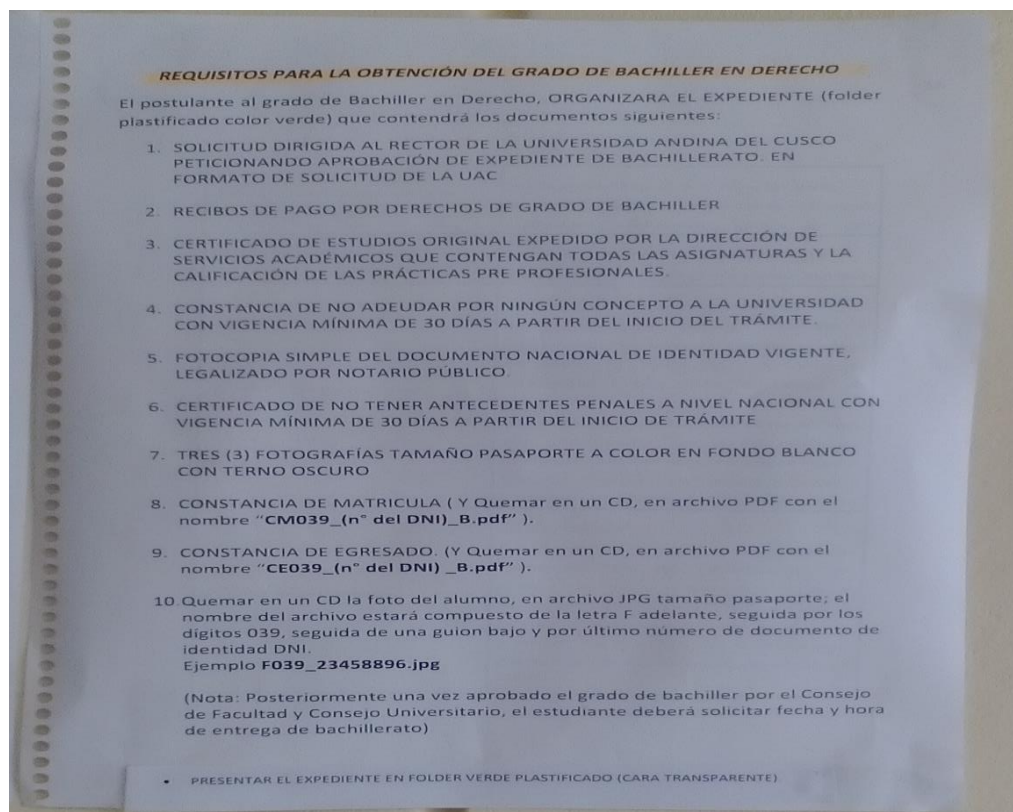 REQUISITOS PARA LA OBTENCIÓN DEL GRADO DE BACHILLER EN DERECHO
El postulante al grado de Bachiller en Derecho, ORGANIZARA EL EXPEDIENTE (folder
plastificado color verde) que contendrá los documentos siguientes:
1. SOLICITUD DIRIGIDA AL RECTOR DE LA UNIVERSIDAD ANDINA DEL CUSCO
PETICIONANDO APROBACIÓN DE EXPEDIENTE DE BACHILLERATO. EN
FORMATO DE SOLICITUD DE LA UAC
2. RECIBOS DE PAGO POR DERECHOS DE GRADO DE BACHILLER
3. CERTIFICADO DE ESTUDIOS ORIGINAL EXPEDIDO POR LA DIRECCIÓN DE
SERVICIOS ACADÉMICOS QUE CONTENGAN TODAS LAS ASIGNATURAS Y LA
CALIFICACIÓN DE LAS PRÁCTICAS PRE PROFESIONALES.
4. CONSTANCIA DE NO ADEUDAR POR NINGÚN CONCEPTO A LA UNIVERSIDAD
CON VIGENCIA MÍNIMA DE 30 DÍAS A PARTIR DEL INICIO DEL TRÁMITE.
5. FOTOCOPIA SIMPLE DEL DOCUMENTO NACIONAL DE IDENTIDAD VIGENTE,
LEGALIZADO POR NOTARIO PÚBLICO.
6. CERTIFICADO DE NO TENER ANTECEDENTES PENALES A NIVEL NACIONAL CON
VIGENCIA MÍNIMA DE 30 DÍAS A PARTIR DEL INICIO DE TRÁMITE
7. TRES (3) FOTOGRAFÍAS TAMAÑO PASAPORTE A COLOR EN FONDO BLANCO
CON TERNO OSCURO
8. CONSTANCIA DE MATRICULA ( Y Quemar en un CD, en archivo PDF con el
nombre "CM039_(n° del DNI)_B.pdf" ).
9. CONSTANCIA DE EGRESADO. (Y Quemar en un CD, en archivo PDF con el
nombre "CE039_(n° del DNI) _B.pdf" ).
10.Quemar en un CD la foto del alumno, en archivo JPG tamaño pasaporte; el
nombre del archivo estará compuesto de la letra F adelante, seguida por los
dígitos 039, seguida de una guion bajo y por último número de documento de
identidad DNI.
Ejemplo F039_23458896.jpg
(Nota: Posteriormente una vez aprobado el grado de bachiller por el Consejo
de Facultad y Consejo Universitario, el estudiante deberá solicitar fecha y hora
de entrega de bachillerato)
• PRESENTAR EL EXPEDIENTE EN FOLDER VERDE PLASTIFICADO (CARA TRANSPARENTE)